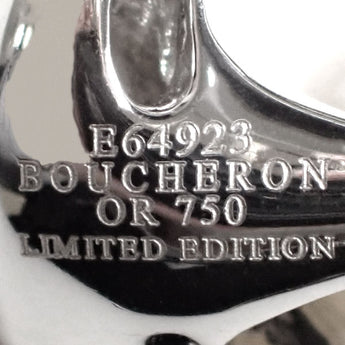 E64923
BOUCHERON
OR 750
LIMITED EDITION